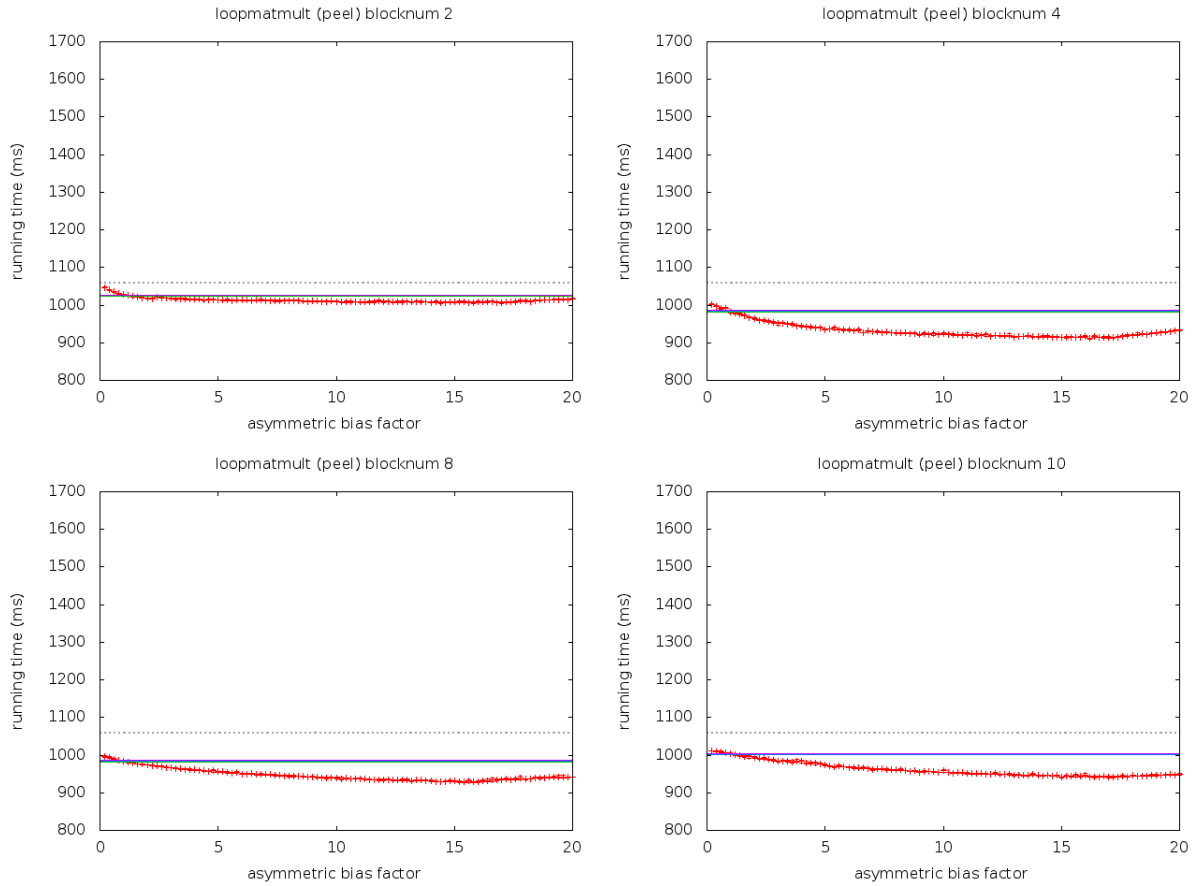 loopmatmult (peel) blocknum 2
1700
1600
1500
1400
1300
1200
1100
1000
900
800
running time (ms)
0 5 10 15 20
asymmetric bias factor
loopmatmult (peel) blocknum 4
1700
1600
1500
1400
1300
1200
1100
1000
900
800
running time (ms)
0 5 10 15 20
asymmetric bias factor
loopmatmult (peel) blocknum 8
1700
1600
1500
1400
1300
1200
1100
1000
900
800
running time (ms)
0 5 10 15 20
asymmetric bias factor
loopmatmult (peel) blocknum 10
1700
1600
1500
1400
1300
1200
1100
1000
900
800
running time (ms)
0 5 10 15 20
asymmetric bias factor